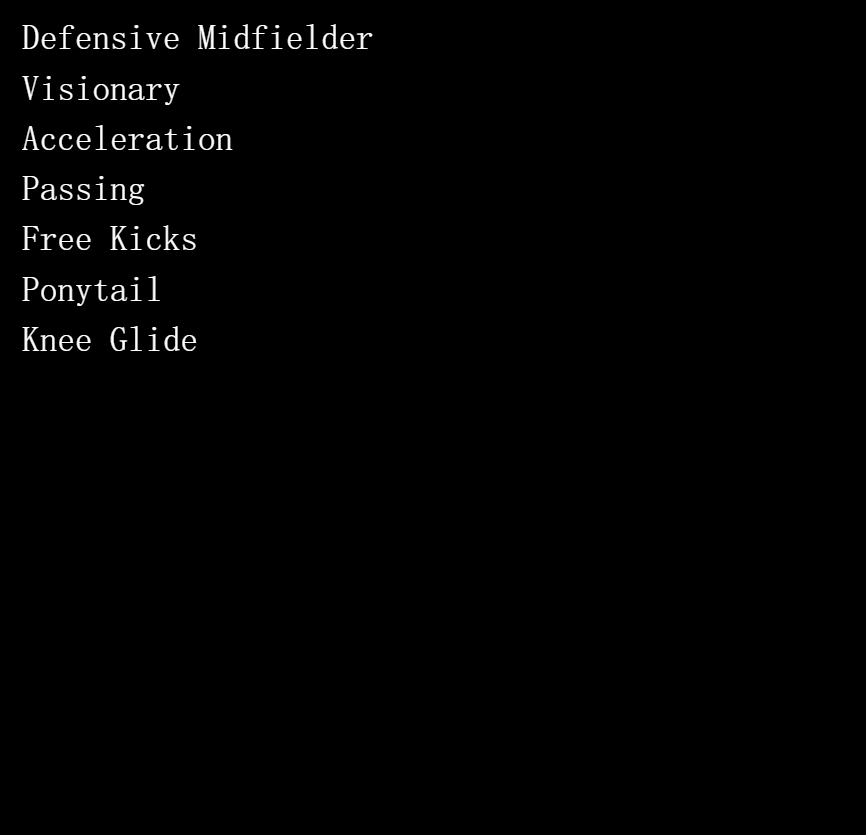 Defensive Midfielder
Visionary
Acceleration
Passing
Free Kicks
Ponytail
Knee Glide